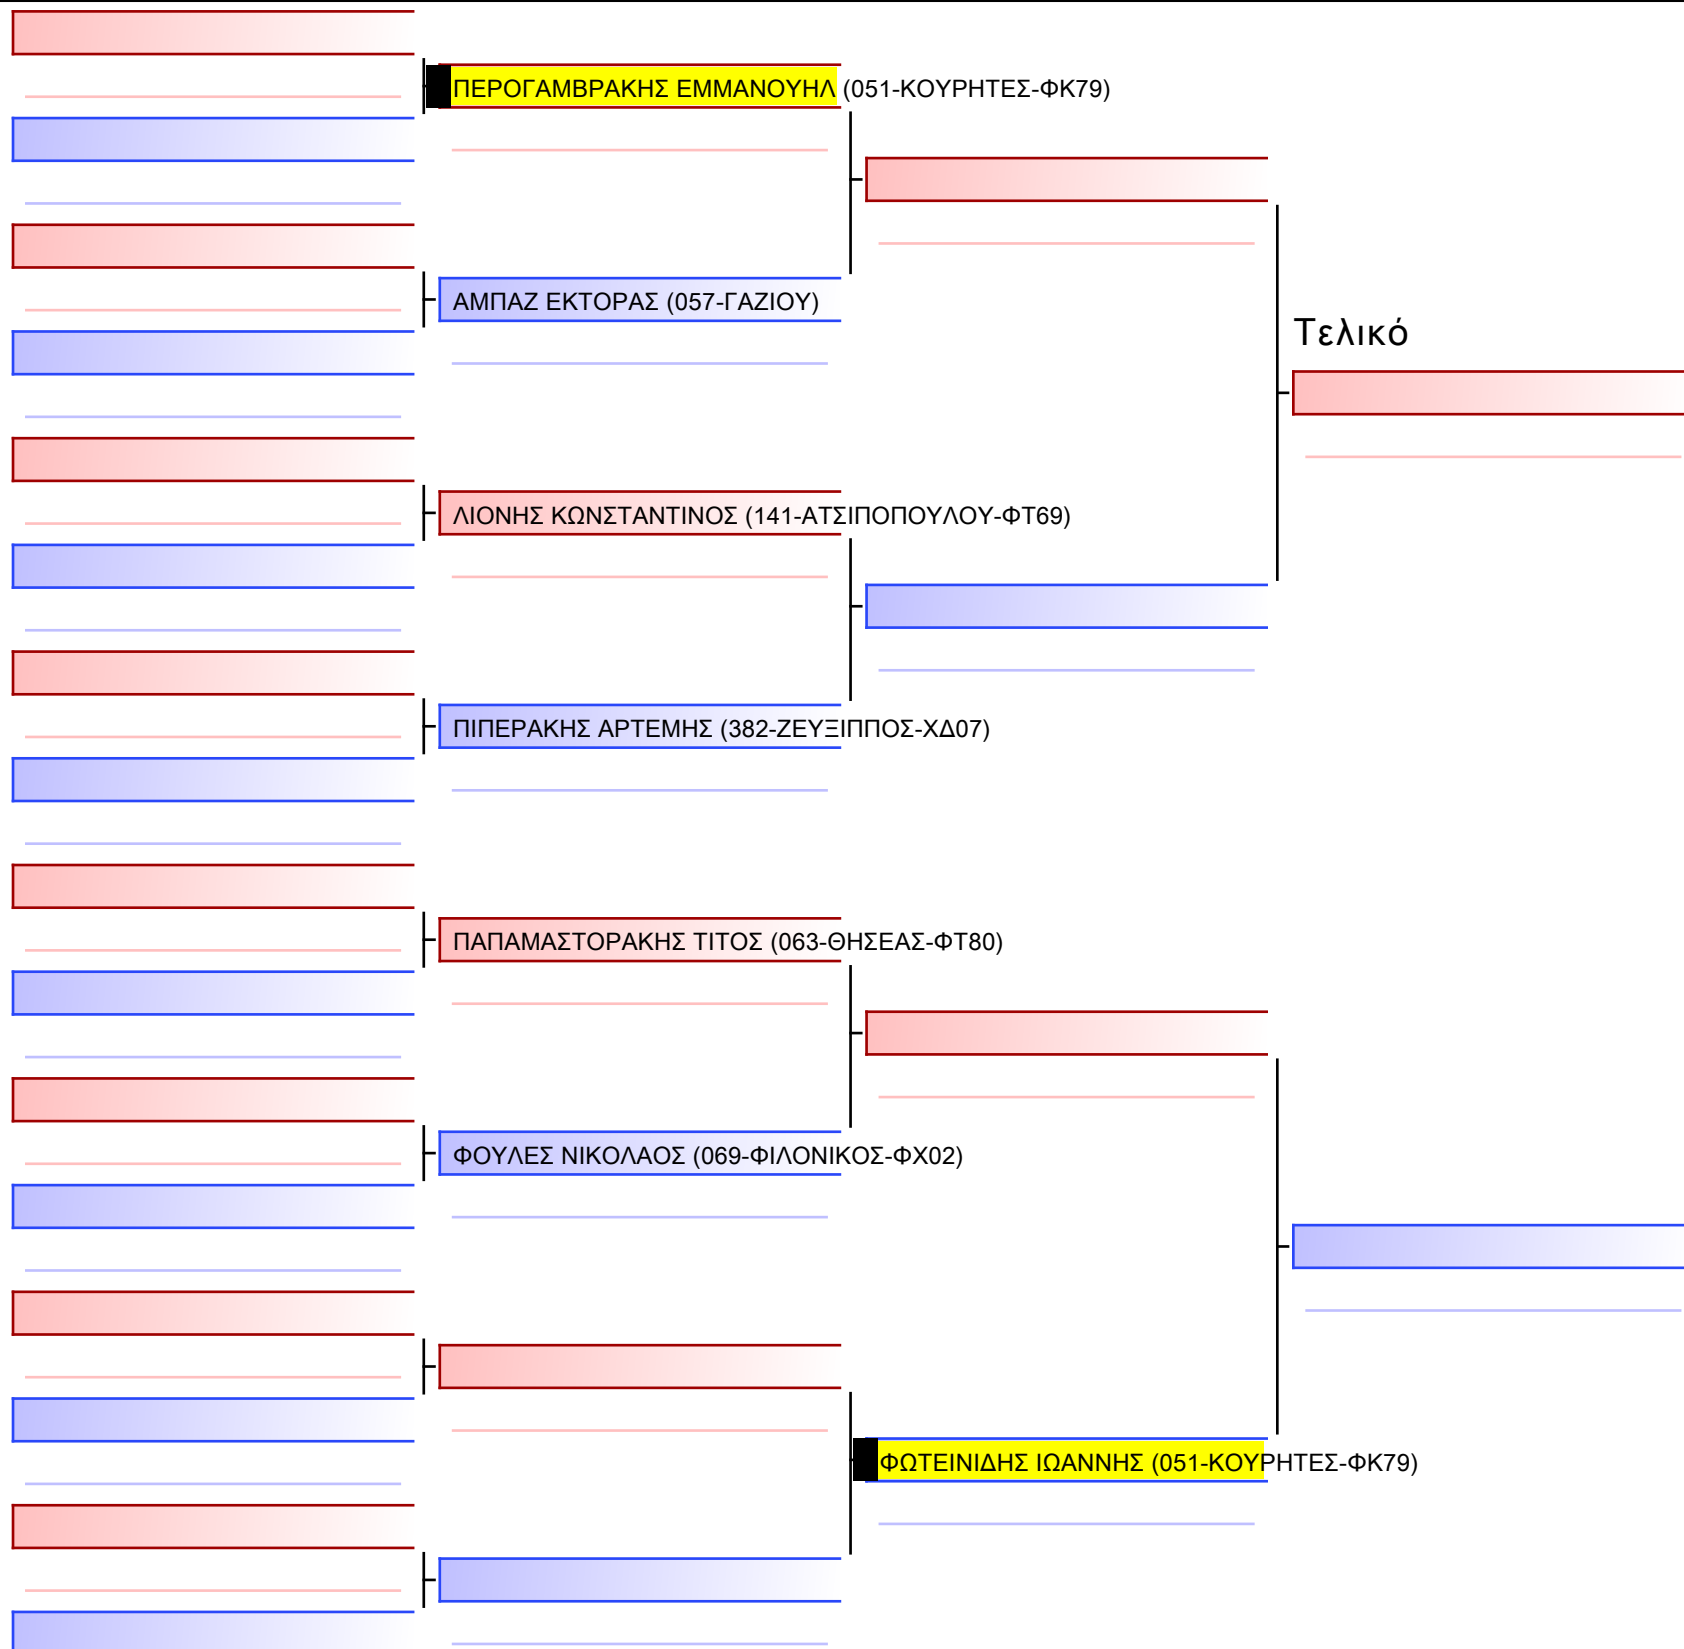 ΠΕΡΟΓΑΜΒΡΑΚΗΣ ΕΜΜΑΝΟΥΗΛ (051-ΚΟΥΡΗΤΕΣ-ΦΚ79)
ΑΜΠΑΖ ΕΚΤΟΡΑΣ (057-ΓΑΖΙΟΥ)
Τελικό
ΛΙΟΝΗΣ ΚΩΝΣΤΑΝΤΙΝΟΣ (141-ΑΤΣΙΠΟΠΟΥΛΟΥ-ΦΤ69)
ΠΙΠΕΡΑΚΗΣ ΑΡΤΕΜΗΣ (382-ΖΕΥΞΙΠΠΟΣ-ΧΔ07)
ΠΑΠΑΜΑΣΤΟΡΑΚΗΣ ΤΙΤΟΣ (063-ΘΗΣΕΑΣ-ΦΤ80)
ΦΟΥΛΕΣ ΝΙΚΟΛΑΟΣ (069-ΦΙΛΟΝΙΚΟΣ-ΦΧ02)
ΦΩΤΕΙΝΙΔΗΣ ΙΩΑΝΝΗΣ (051-ΚΟΥΡΗΤΕΣ-ΦΚ79)